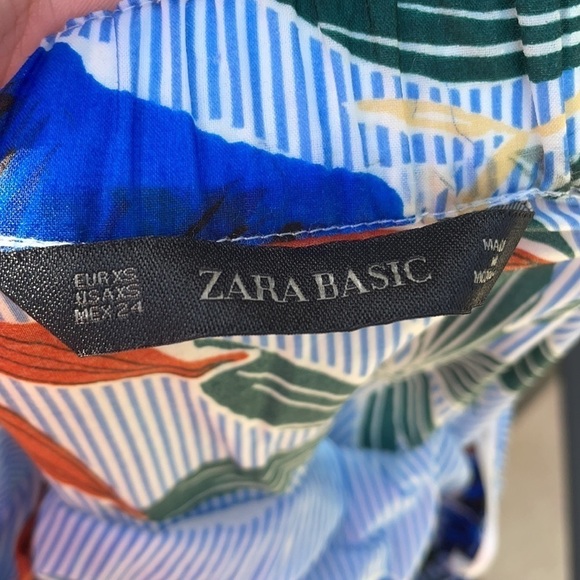 EUR XS
USA XS
MEX 24
ZARA BASIC